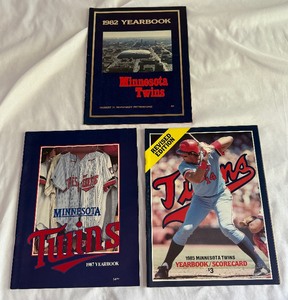 1982 YEARBOOK
Minnesota
Twins
MINNESOTA
Twins
1987 YEARBOOK
REVISED
EDITION
Twins
1985 MINNESOTA TWINS
YEARBOOK/SCORECARD
$3